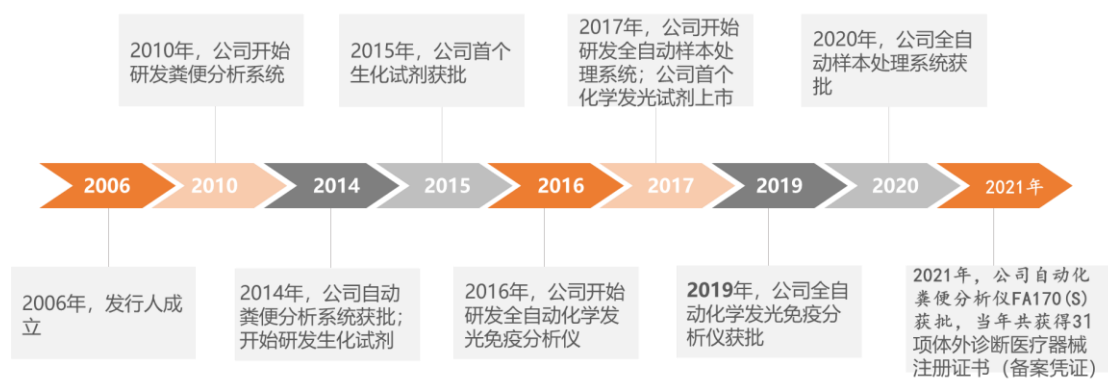 2010年，公司开始
研发粪便分析系统
2015年，公司首个
生化试剂获批
2017年，公司开始
研发全自动样本处
理系统；公司首个
化学发光试剂上市
2020年，公司全自
动样本处理系统获
批
2006
2010
2014
2015
2016
2017
2019
2020
2021年
2006年，发行人成
立
2014年，公司自动
粪便分析系统获批；
开始研发生化试剂
2016年，公司开始
研发全自动化学发
光免疫分析仪
2019年，公司全自
动化学发光免疫分
析仪获批
2021年，公司自动化
粪便分析仪FA170(S)
获批，当年共获得31
项体外诊断医疗器械
注册证书（备案凭证）